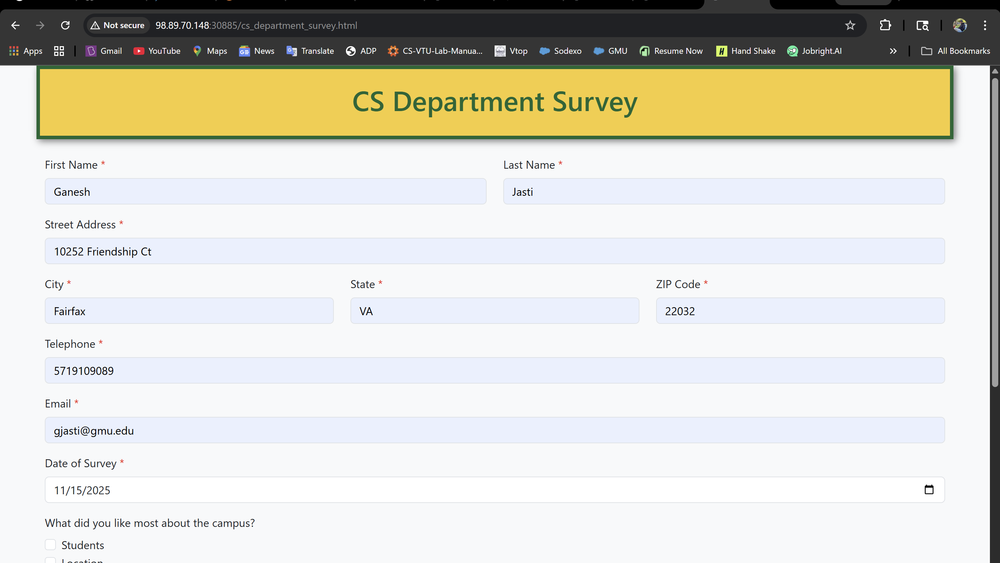 Not secure 98.89.70.148:30885/cs_department_survey.html
Apps Gmail YouTube Maps News Translate ADP CS-VTU-Lab-Manua... Vtop Sodexo GMU Resume Now Hand Shake Jobright.AI All Bookmarks
CS Department Survey
First Name * Last Name *
Ganesh Jasti
Street Address *
10252 Friendship Ct
City * State * ZIP Code *
Fairfax VA 22032
Telephone *
5719109089
Email *
gjasti@gmu.edu
Date of Survey *
11/15/2025
What did you like most about the campus?
Students
Location